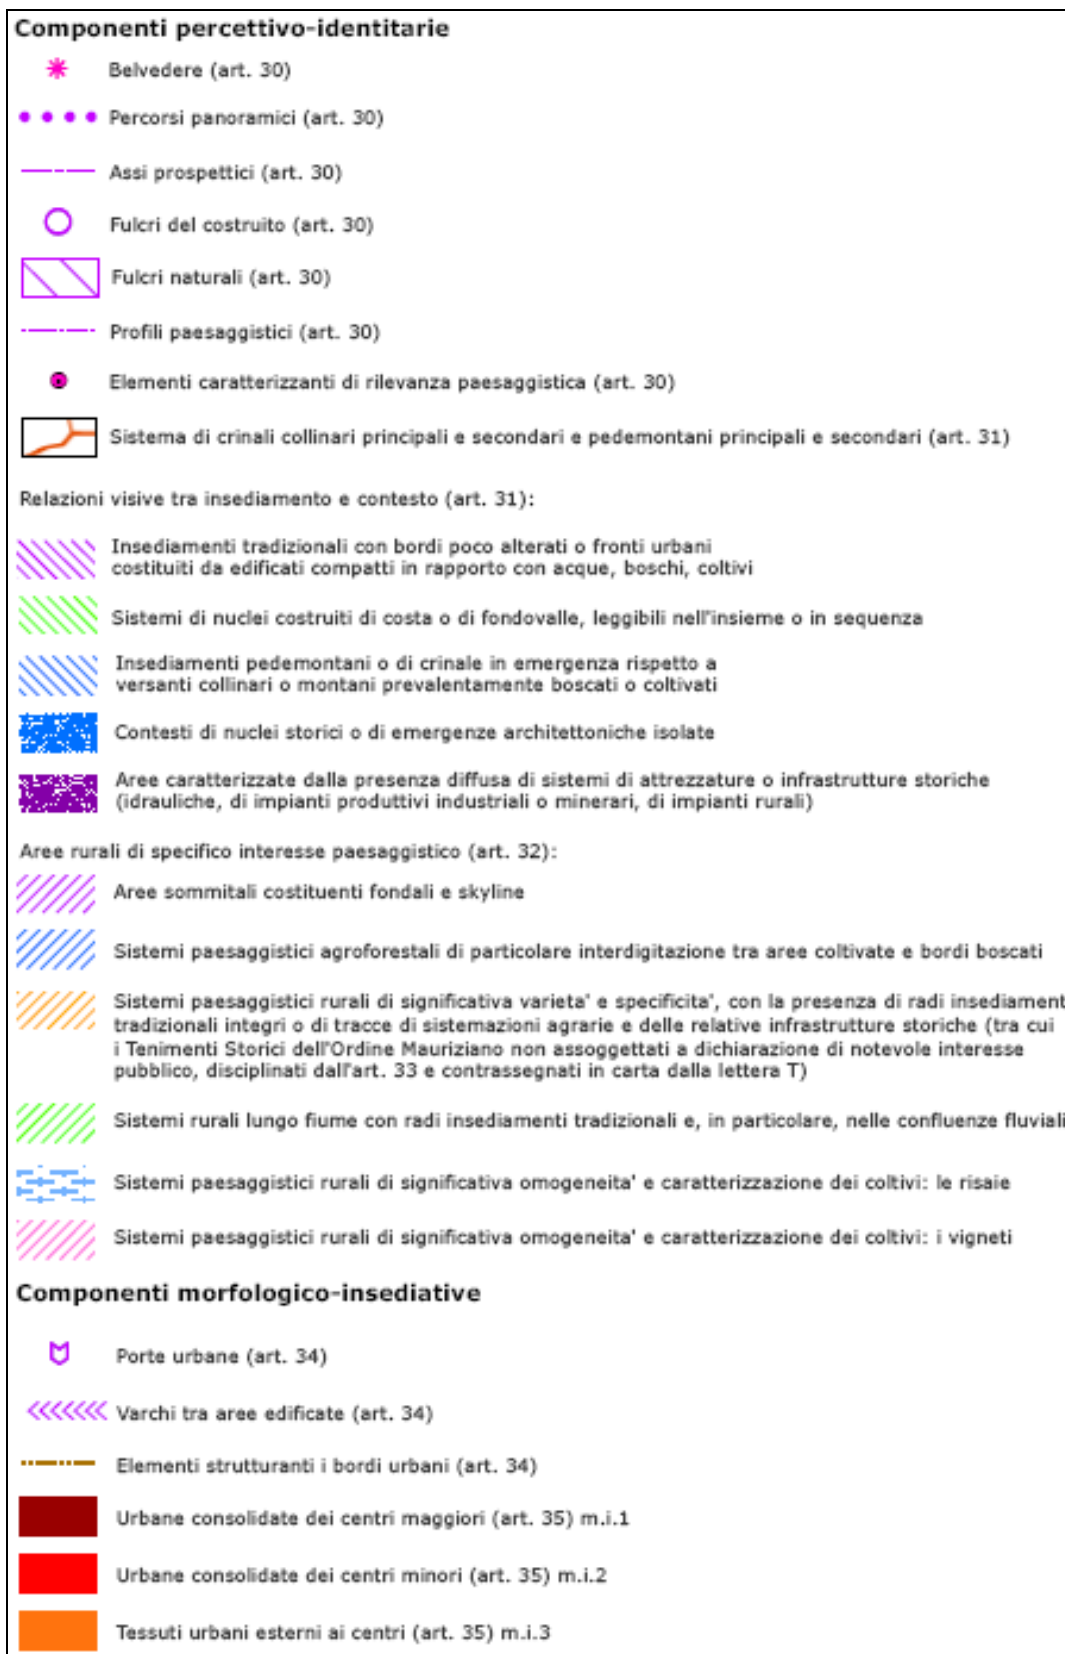 Componenti percettivo-identitarie
Belvedere (art. 30)
Percorsi panoramici (art. 30)
Assi prospettici (art. 30)
Fulcri del costruito (art. 30)
Fulcri naturali (art. 30)
Profili paesaggistici (art. 30)
Elementi caratterizzanti di rilevanza paesaggistica (art. 30)
Sistema di crinali collinari principali e secondari e pedemontani principali e secondari (art. 31)
Relazioni visive tra insediamento e contesto (art. 31):
Insediamenti tradizionali con bordi poco alterati o fronti urbani
costituiti da edificati compatti in rapporto con acque, boschi, coltivi
Sistemi di nuclei costruiti di costa o di fondovalle, leggibili nell'insieme o in sequenza
Insediamenti pedemontani o di crinale in emergenza rispetto a
versanti collinari o montani prevalentamente boscati o coltivati
Contesti di nuclei storici o di emergenze architettoniche isolate
Aree caratterizzate dalla presenza diffusa di sistemi di attrezzature o infrastrutture storiche
(idrauliche, di impianti produttivi industriali o minerari, di impianti rurali)
Aree rurali di specifico interesse paesaggistico (art. 32):
Aree sommitali costituenti fondali e skyline
Sistemi paesaggistici agroforestali di particolare interdigitazione tra aree coltivate e bordi boscati
Sistemi paesaggistici rurali di significativa varieta' e specificita', con la presenza di radi insediament
tradizionali integri o di tracce di sistemazioni agrarie e delle relative infrastrutture storiche (tra cui
i Tenimenti Storici dell'Ordine Mauriziano non assoggettati a dichiarazione di notevole interesse
pubblico, disciplinati dall'art. 33 e contrassegnati in carta dalla lettera T)
Sistemi rurali lungo fiume con radi insediamenti tradizionali e, in particolare, nelle confluenze fluviali
Sistemi paesaggistici rurali di significativa omogeneita' e caratterizzazione dei coltivi: le risaie
Sistemi paesaggistici rurali di significativa omogeneita' e caratterizzazione dei coltivi: i vigneti
Componenti morfologico-insediative
Porte urbane (art. 34)
Varchi tra aree edificate (art. 34)
Elementi strutturanti i bordi urbani (art. 34)
Urbane consolidate dei centri maggiori (art. 35) m.i.1
Urbane consolidate dei centri minori (art. 35) m.i.2
Tessuti urbani esterni ai centri (art. 35) m.i.3